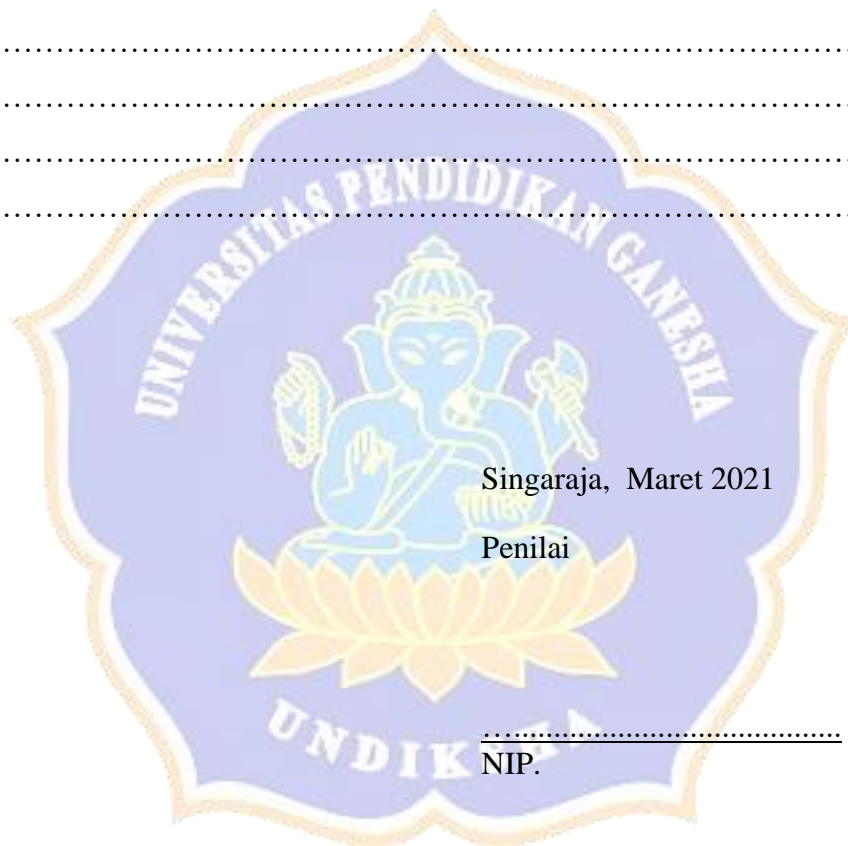 ……………………………………………………………………………
……………………………………………………………………………
……………………………………………………………………………
……………………………………………………………………………
UNIVERSITAS PENDIDIKAN GANESHA
Singaraja, Maret 2021
Penilai
UNDIKSHA
…..........................................
NIP.